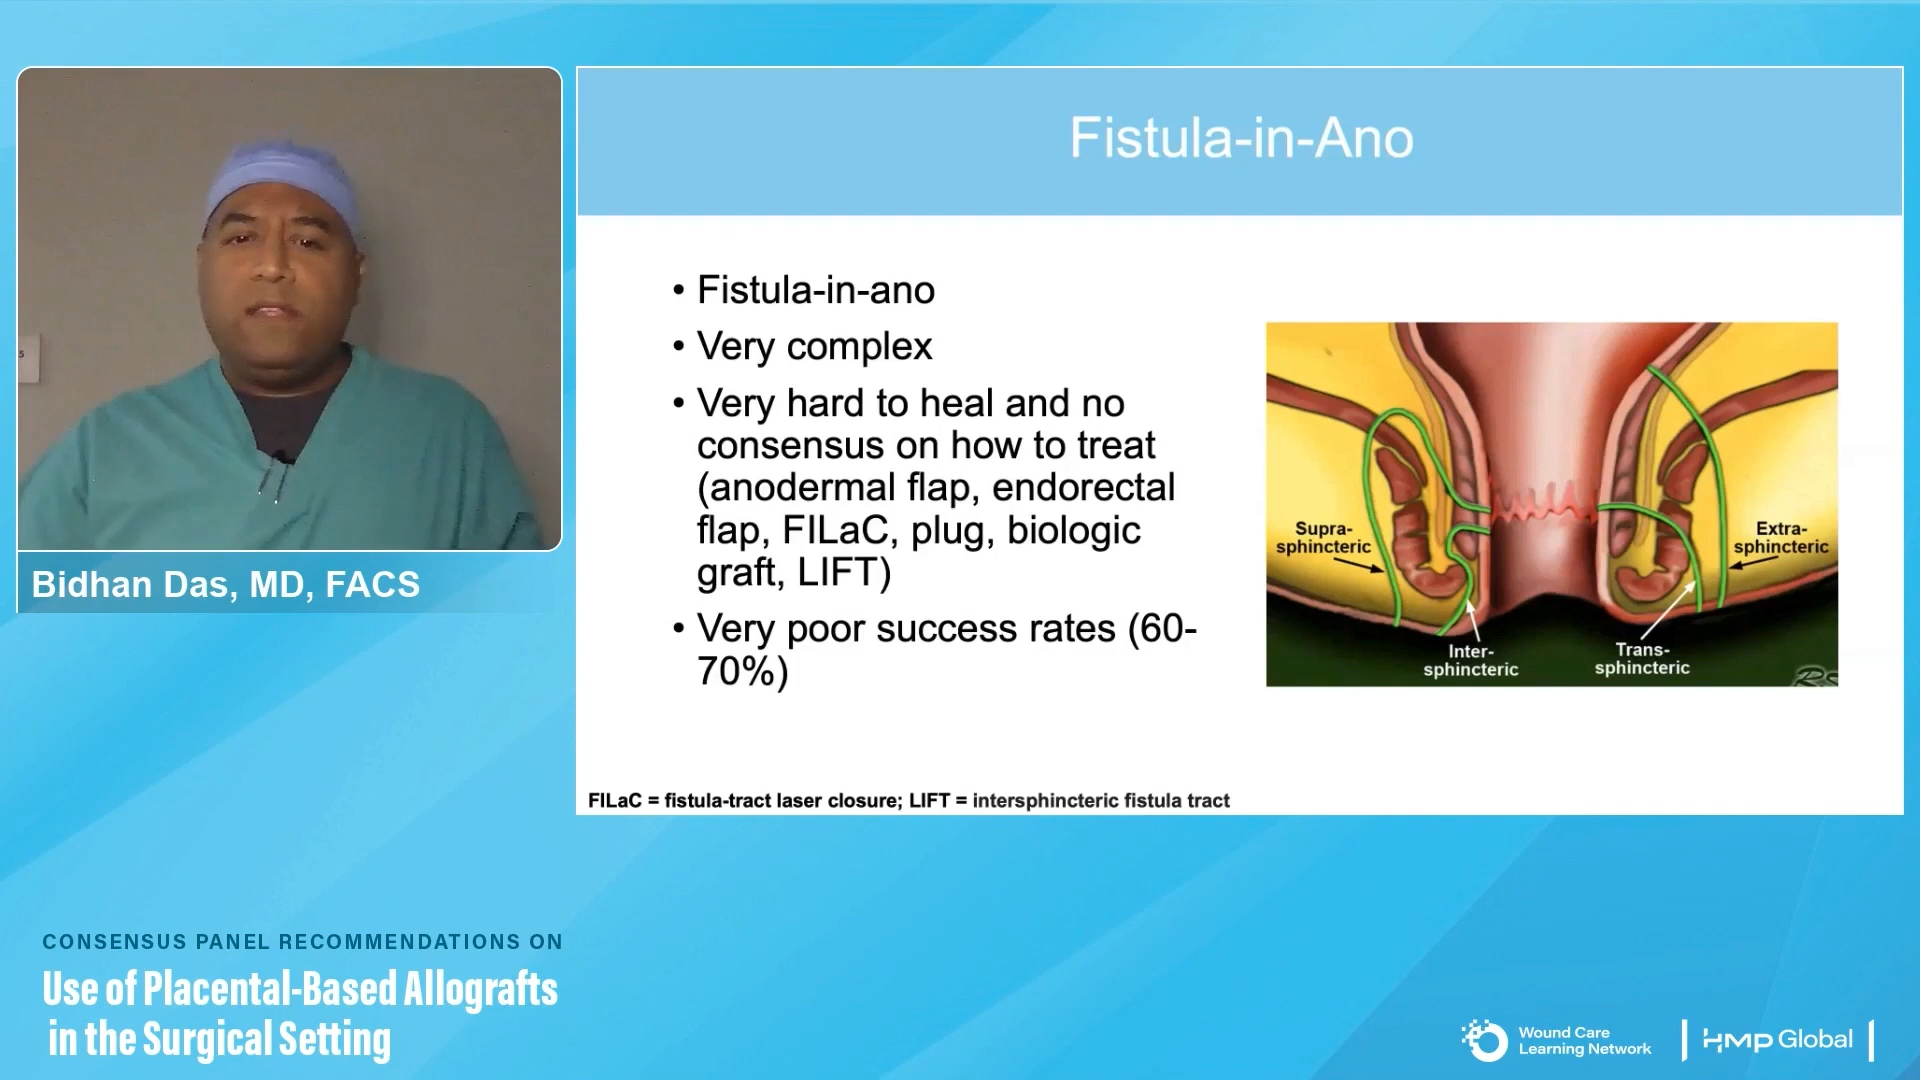 Fistula-in-Ano
• Fistula-in-ano
• Very complex
• Very hard to heal and no
consensus on how to treat
(anodermal flap, endorectal
flap, FILaC, plug, biologic
graft, LIFT)
• Very poor success rates (60-
70%)
Supra-
sphincteric
Extra-
sphincteric
Inter-
sphincteric
Trans-
sphincteric
FILaC = fistula-tract laser closure; LIFT = intersphincteric fistula tract
5
Bidhan Das, MD, FACS
CONSENSUS PANEL RECOMMENDATIONS ON
Use of Placental-Based Allografts
in the Surgical Setting
Wound Care
Learning Network
HMP Global